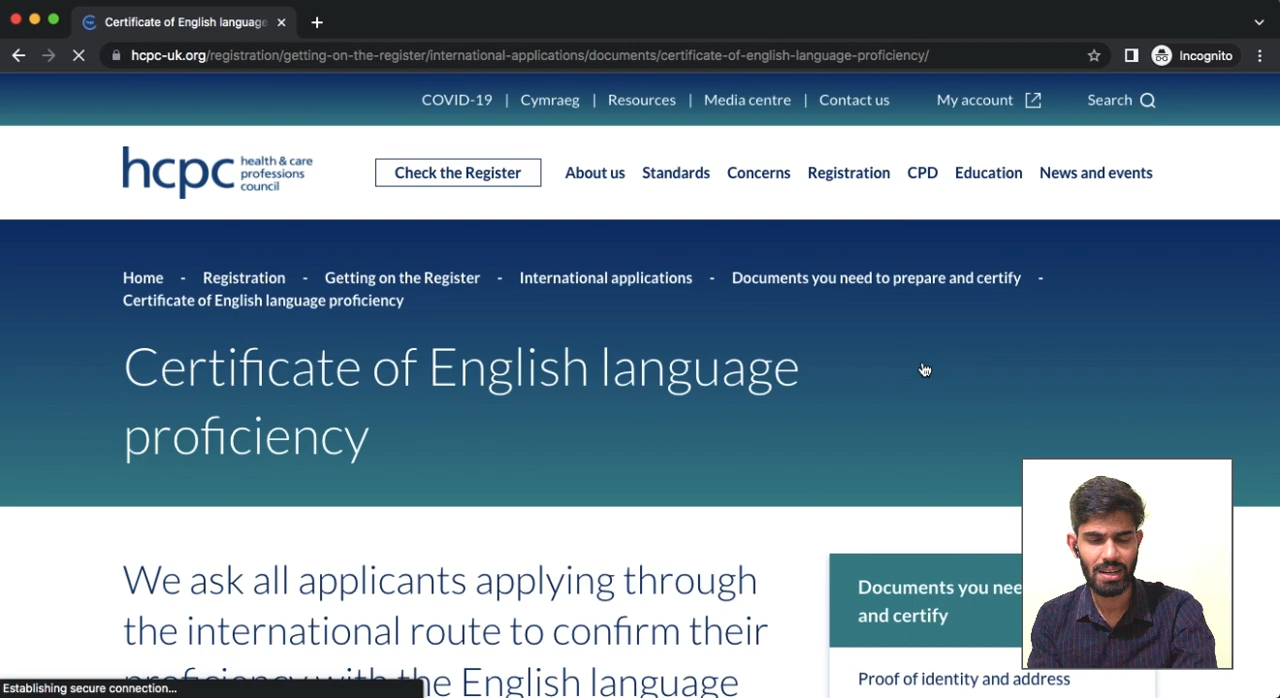 Certificate of English language
Incognito
hcpc-uk.org/registration/getting-on-the-register/international-applications/documents/certificate-of-english-language-proficiency/
COVID-19 | Cymraeg | Resources | Media centre | Contact us My account Search
hcpc health & care professions council
Check the Register About us Standards Concerns Registration CPD Education News and events
Home - Registration - Getting on the Register - International applications - Documents you need to prepare and certify -
Certificate of English language proficiency
Certificate of English language
proficiency
We ask all applicants applying through
the international route to confirm their
proficiency with the English language
Documents you nee
and certify
Proof of identity and address
Establishing secure connection...